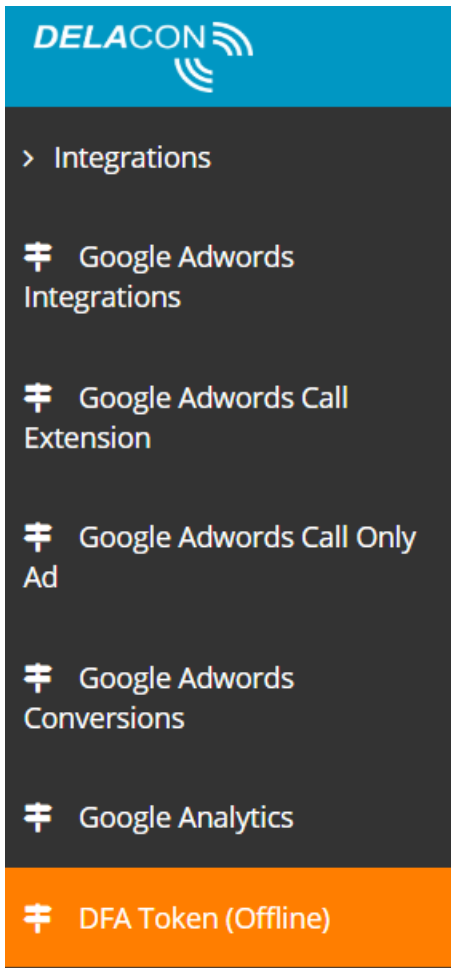 DELACON
Integrations
Google Adwords
Integrations
Google Adwords Call
Extension
Google Adwords Call Only
Ad
Google Adwords
Conversions
Google Analytics
DFA Token (Offline)